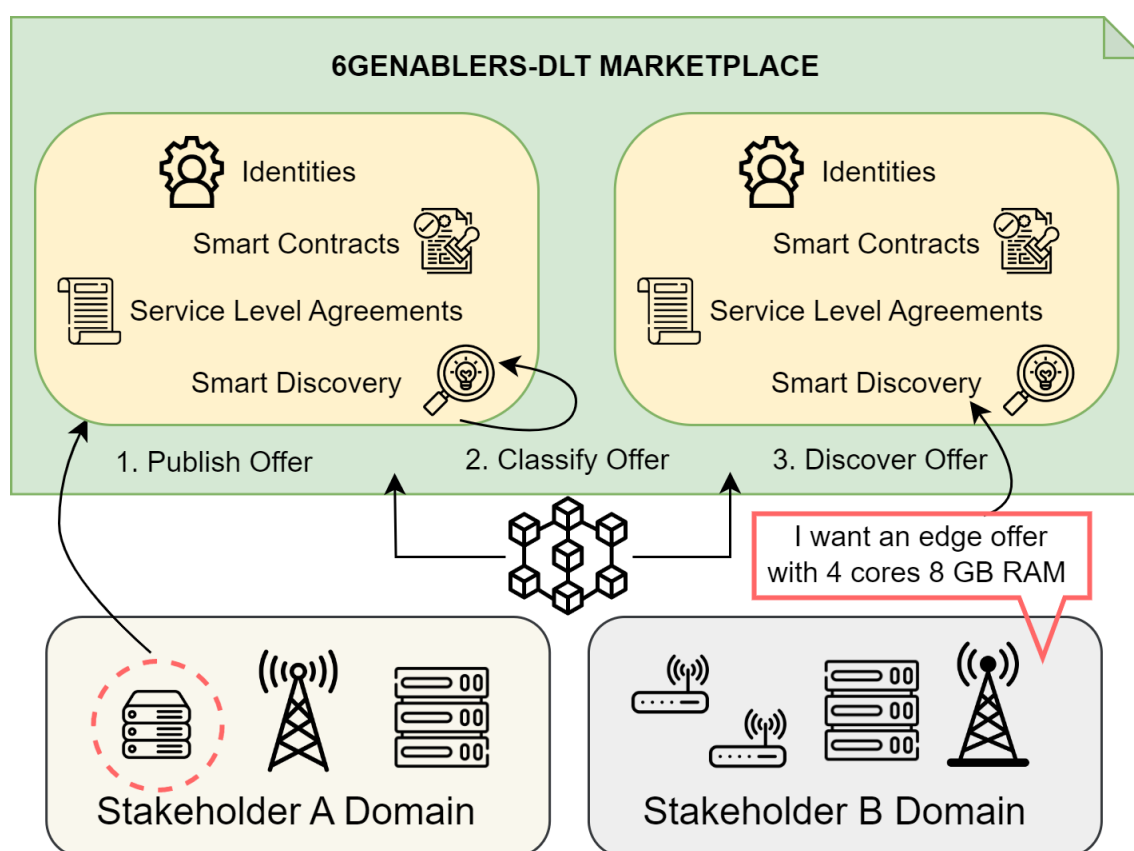 6GENABLERS-DLT MARKETPLACE
Identities
Smart Contracts
Service Level Agreements
Smart Discovery
Identities
Smart Contracts
Service Level Agreements
Smart Discovery
1. Publish Offer
2. Classify Offer
3. Discover Offer
I want an edge offer
with 4 cores 8 GB RAM
Stakeholder A Domain
Stakeholder B Domain